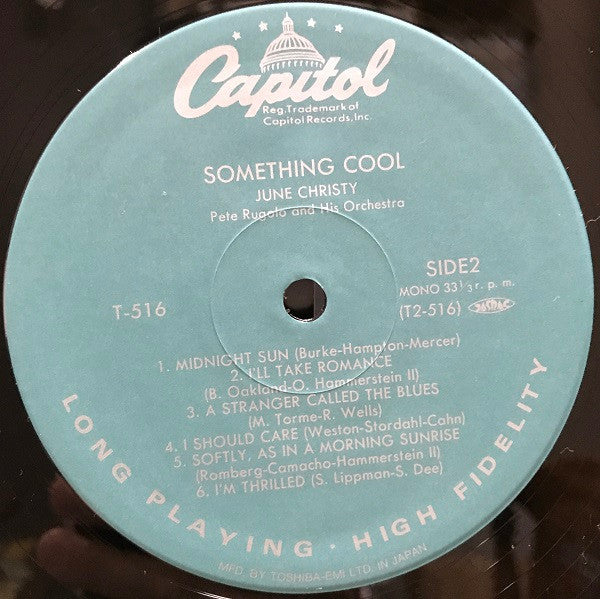 Capitol
Reg. Trademark of
Capitol Records, Inc.
SOMETHING COOL
JUNE CHRISTY
Pete Rugolo and His Orchestra
T-516
SIDE2
MONO 33⅓ r. p. m.
(T2-516) JASRAC
1. MIDNIGHT SUN (Burke-Hampton-Mercer)
2. I'LL TAKE ROMANCE
(B. Oakland-O. Hammerstein II)
3. A STRANGER CALLED THE BLUES
(M. Torme-R. Wells)
4. I SHOULD CARE (Weston-Stordahl-Cahn)
5. SOFTLY, AS IN A MORNING SUNRISE
(Romberg-Camacho-Hammerstein II)
6. I'M THRILLED (S. Lippman-S. Dee)
LONG PLAYING · HIGH FIDELITY
MFD. BY TOSHIBA-EMI LTD. IN JAPAN